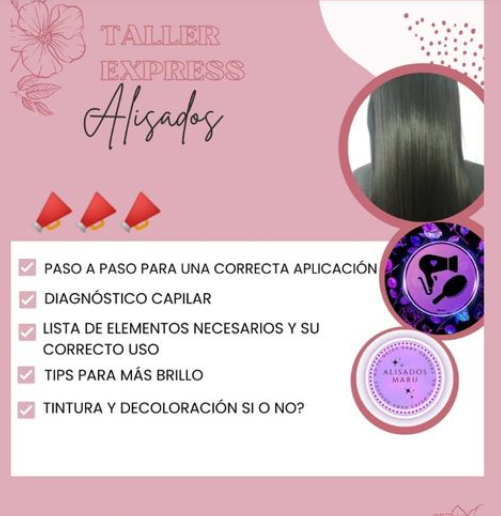 TALLER
EXPRESS
Alisados
PASO A PASO PARA UNA CORRECTA APLICACIÓN
DIAGNÓSTICO CAPILAR
LISTA DE ELEMENTOS NECESARIOS Y SU
CORRECTO USO
TIPS PARA MÁS BRILLO
TINTURA Y DECOLORACIÓN SI O NO?
ALISADOS
MARU